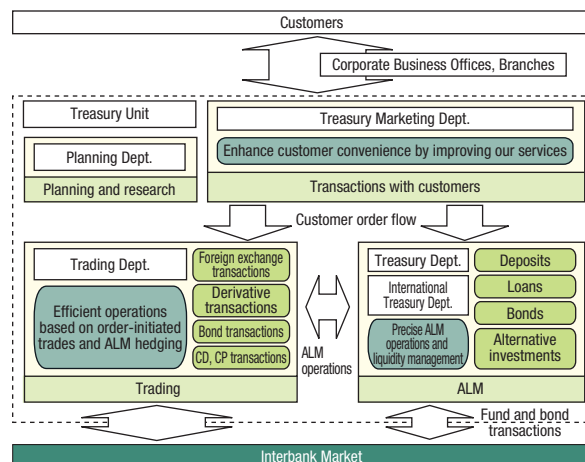 Customers
Corporate Business Offices, Branches
Treasury Unit
Planning Dept.
Planning and research
Treasury Marketing Dept.
Enhance customer convenience by improving our services
Transactions with customers
Customer order flow
Trading Dept.
Efficient operations
based on order-initiated
trades and ALM hedging
Foreign exchange
transactions
Derivative
transactions
Bond transactions
CD, CP transactions
Trading
ALM
operations
Treasury Dept.
International
Treasury Dept.
Precise ALM
operations and
liquidity management
Deposits
Loans
Bonds
Alternative
investments
ALM
Fund and bond
transactions
Interbank Market